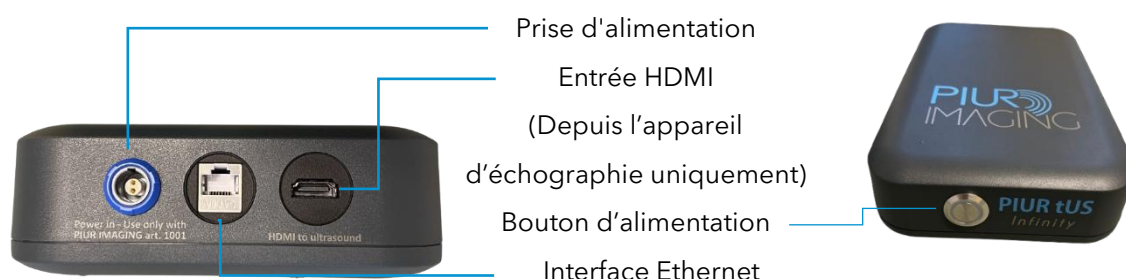 Prise d'alimentation
Entrée HDMI
(Depuis l’appareil
d’échographie uniquement)
Bouton d’alimentation
Interface Ethernet
Power in - Use only with
PIUR IMAGING art. 1001
HDMI to ultrasound
PIUR
IMAGING
PIUR tUS
Infinity